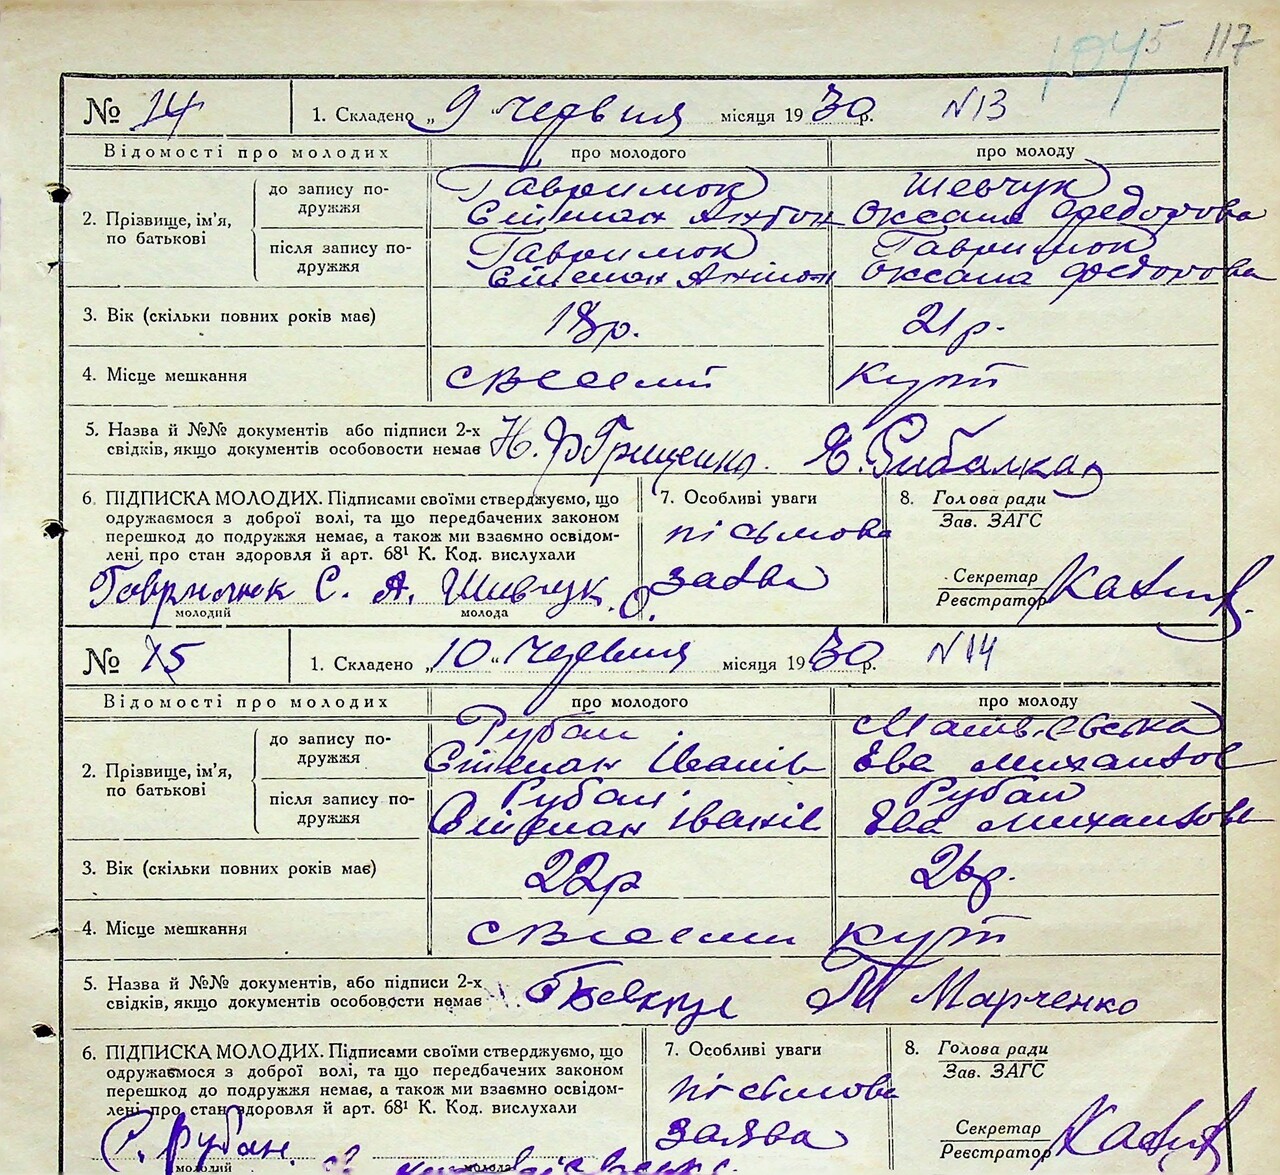 117
№ 14 1. Складено „ 9 “ червня місяця 1930 р. N13
Відомості про молодих про молодого про молоду
2. Прізвище, ім’я, по батькові
до запису подружжя Гаврилюк Шевчук
Степан Антон Оксана Федорова
після запису подружжя Гаврилюк Гаврилюк
Степан Антон Оксана Федорова
3. Вік (скільки повних років має) 18р. 21р.
4. Місце мешкання с Веселий Кут
5. Назва й №№ документів або підписи 2-х
свідків, якщо документів особовости немає Грищенко. Рибалка
6. ПІДПИСКА МОЛОДИХ. Підписами своїми стверджуємо, що
одружаємося з доброї волі, та що передбачених законом
перешкод до подружжя немає, а також ми взаємно освідом-
лені про стан здоровля й арт. 68¹ К. Код. вислухали
Гаврилюк С. А. Шивчук. О.
молодий молода
7. Особливі уваги
письмова
заява
8. Голова ради
Зав. ЗАГС
Секретар
Реєстратор
№ 15 1. Складено „ 10 “ червня місяця 1930 р. N14
Відомості про молодих про молодого про молоду
2. Прізвище, ім’я, по батькові
до запису подружжя Рубан
Степан Іванів Ева Михайлов
після запису подружжя Рубан Рубан
Степан Іванів Ева Михайлов
3. Вік (скільки повних років має) 22р
4. Місце мешкання с Веселий Кут
5. Назва й №№ документів, або підписи 2-х
свідків, якщо документів особовости немає Марченко
6. ПІДПИСКА МОЛОДИХ. Підписами своїми стверджуємо, що
одружаємося з доброї волі, та що передбачених законом
перешкод до подружжя немає, а також ми взаємно освідом-
лені про стан здоровля й арт. 68¹ К. Код. вислухали
С. Рубан.
молодий молода
7. Особливі уваги
письмова
заява
8. Голова ради
Зав. ЗАГС
Секретар
Реєстратор